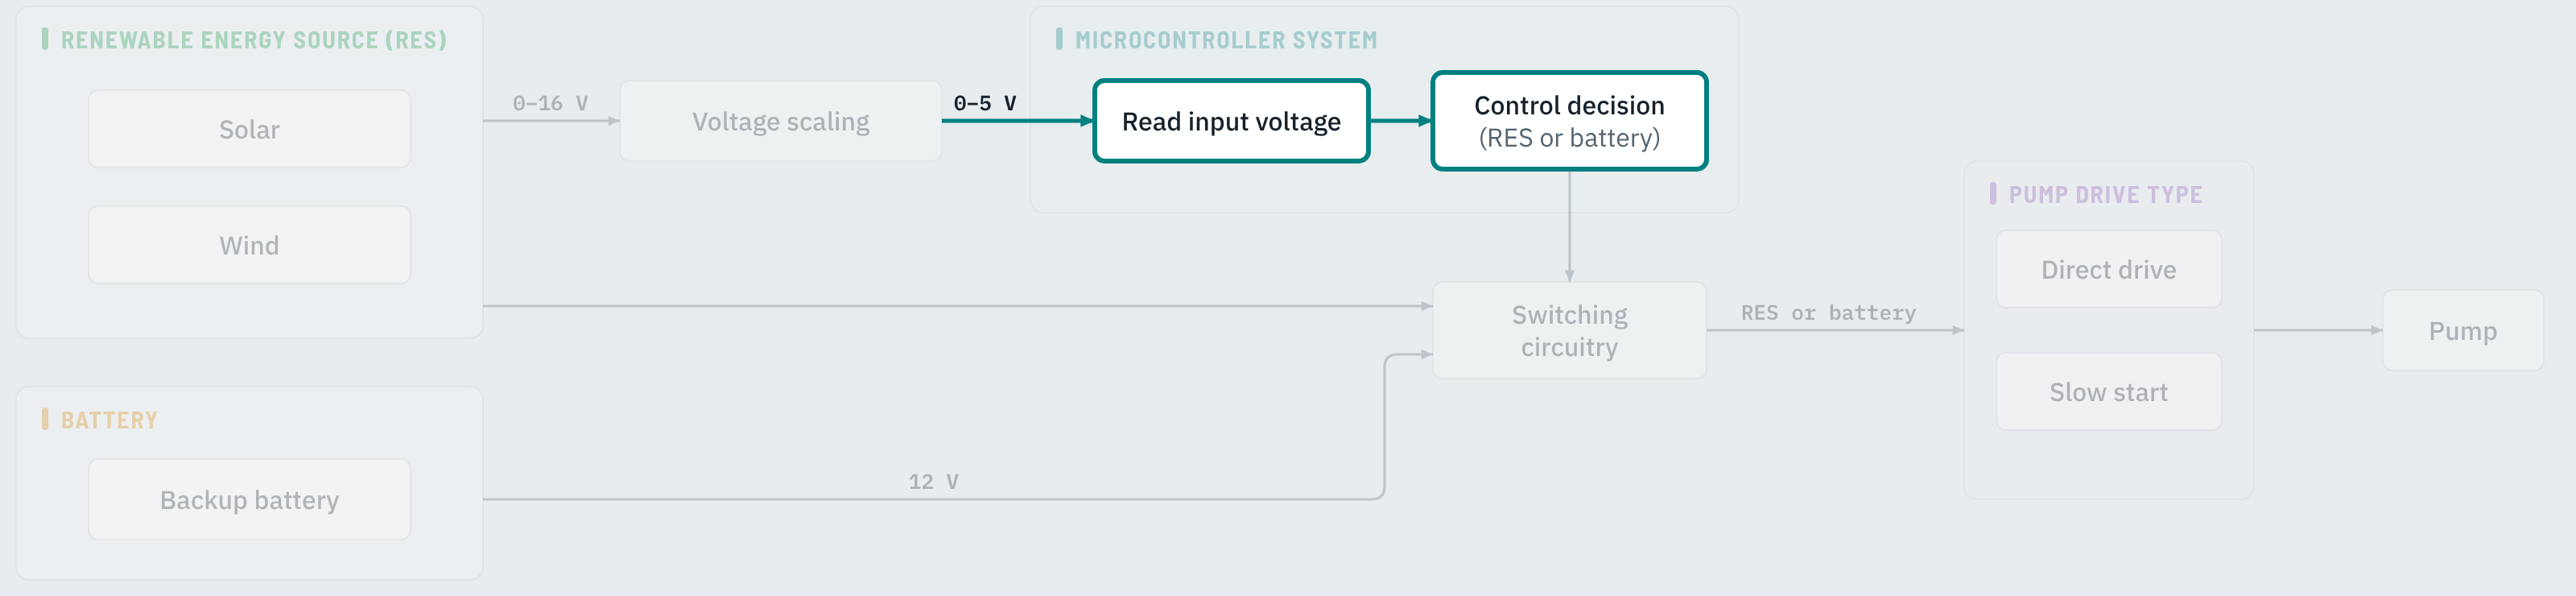 RENEWABLE ENERGY SOURCE (RES)
Solar
Wind
0–16 V
Voltage scaling
0–5 V
MICROCONTROLLER SYSTEM
Read input voltage
Control decision
(RES or battery)
Switching
circuitry
BATTERY
Backup battery
12 V
RES or battery
PUMP DRIVE TYPE
Direct drive
Slow start
Pump